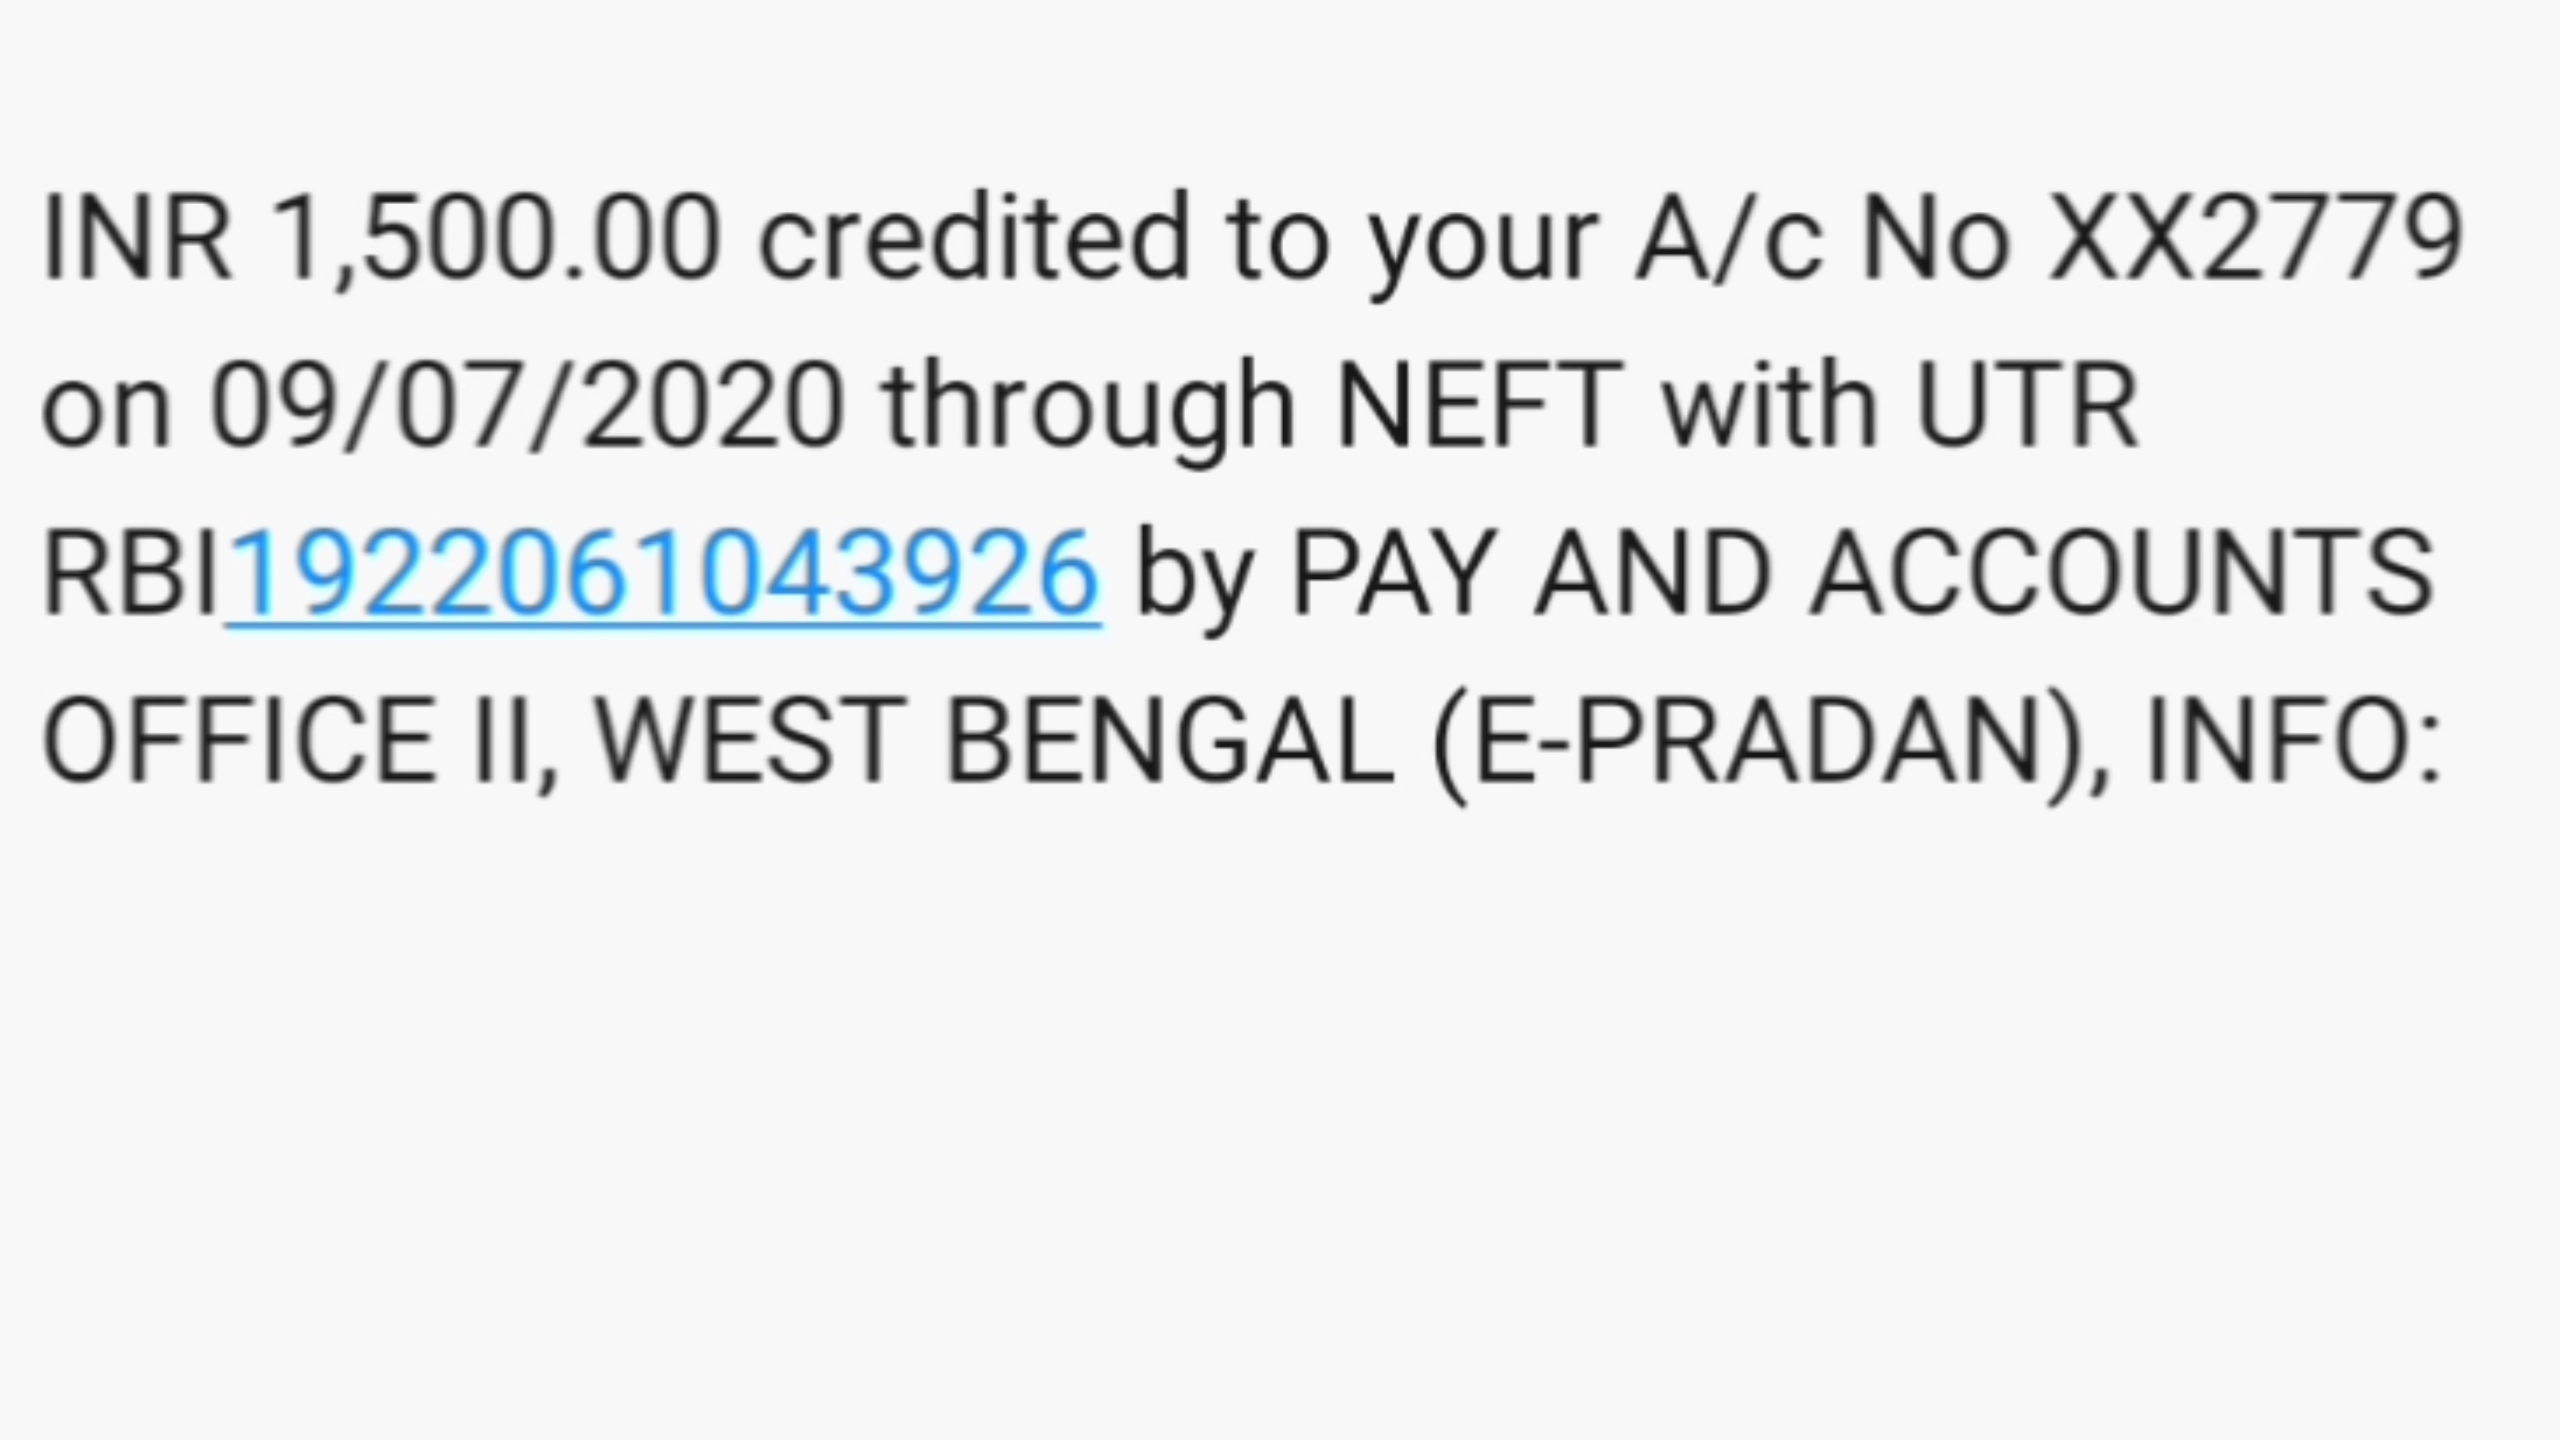 INR 1,500.00 credited to your A/c No XX2779
on 09/07/2020 through NEFT with UTR
RBI1922061043926 by PAY AND ACCOUNTS
OFFICE II, WEST BENGAL (E-PRADAN), INFO: